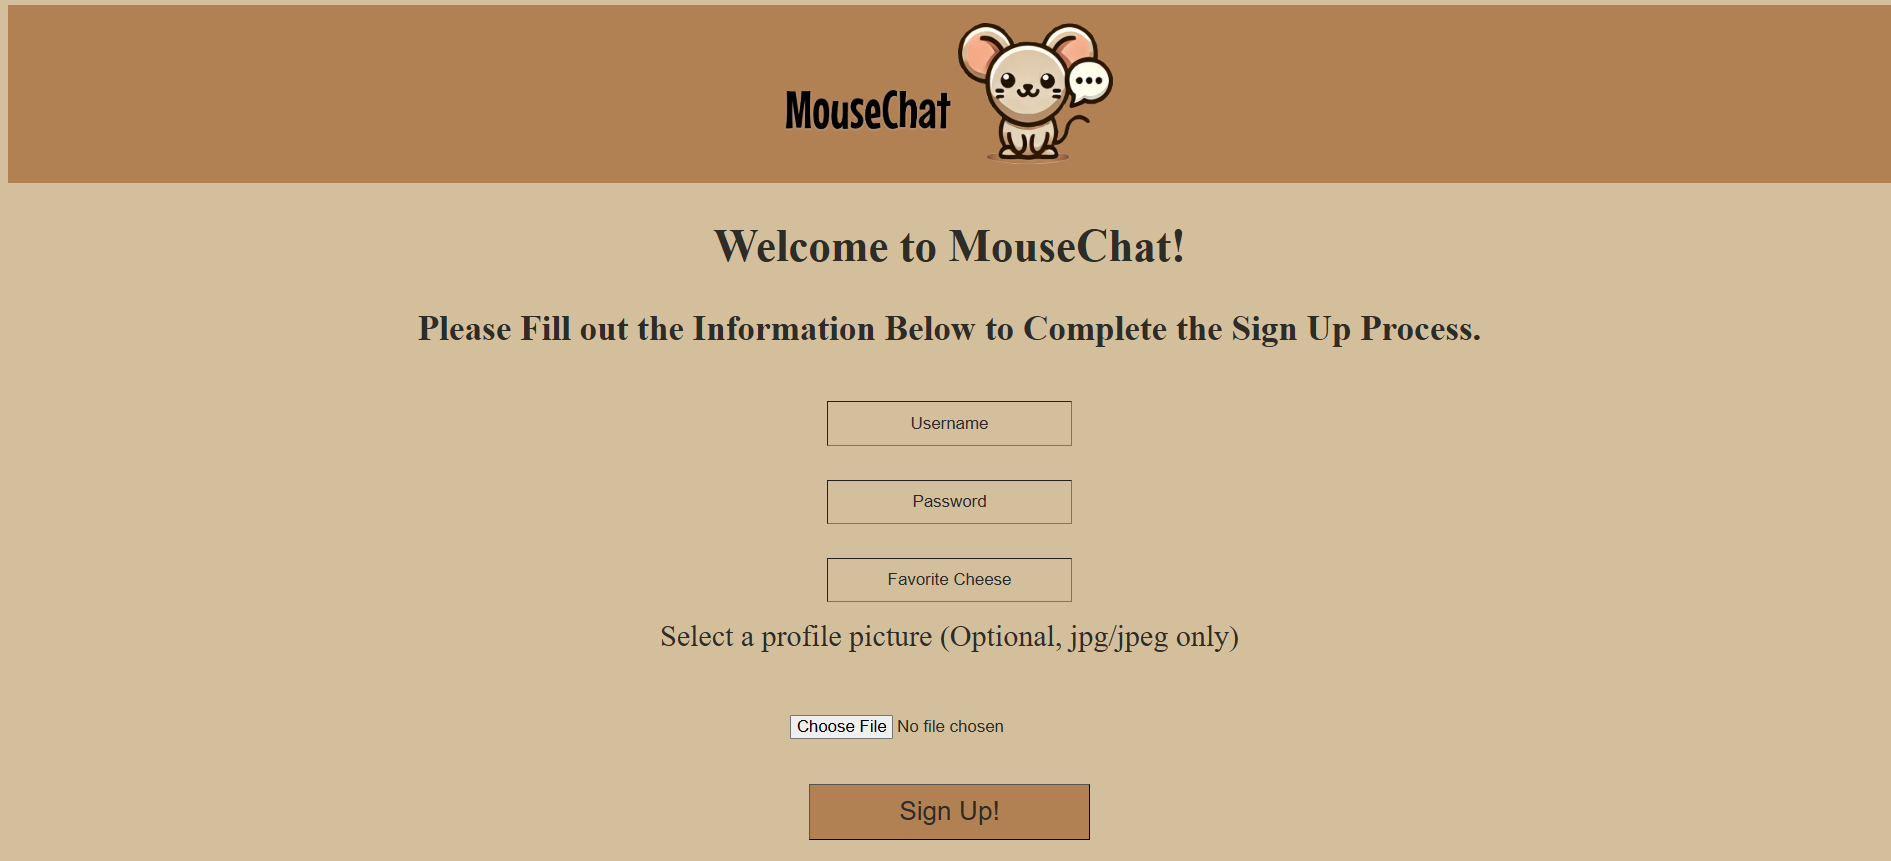 MouseChat
Welcome to MouseChat!
Please Fill out the Information Below to Complete the Sign Up Process.
Username
Password
Favorite Cheese
Select a profile picture (Optional, jpg/jpeg only)
Choose File No file chosen
Sign Up!